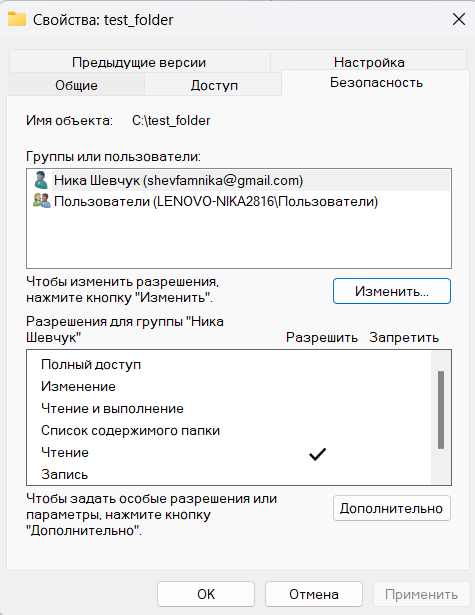 Свойства: test_folder
Предыдущие версии
Настройка
Общие
Доступ
Безопасность
Имя объекта: C:\test_folder
Группы или пользователи:
Ника Шевчук (shevfamnika@gmail.com)
Пользователи (LENOVO-NIKA2816\Пользователи)
Чтобы изменить разрешения,
нажмите кнопку "Изменить".
Изменить...
Разрешения для группы "Ника
Шевчук"
Разрешить
Запретить
Полный доступ
Изменение
Чтение и выполнение
Список содержимого папки
Чтение
Запись
Чтобы задать особые разрешения или
параметры, нажмите кнопку
"Дополнительно".
Дополнительно
ОК
Отмена
Применить